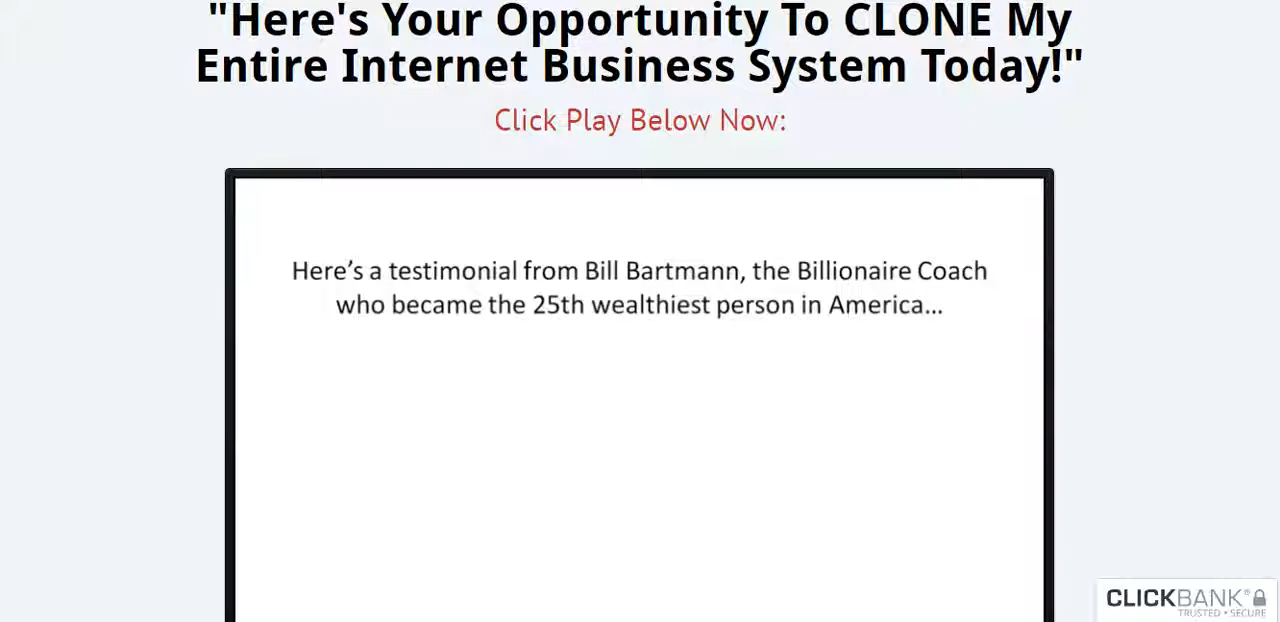 "Here's Your Opportunity To CLONE My
Entire Internet Business System Today!"
Click Play Below Now:
Here’s a testimonial from Bill Bartmann, the Billionaire Coach
who became the 25th wealthiest person in America...
CLICKBANK®
TRUSTED • SECURE